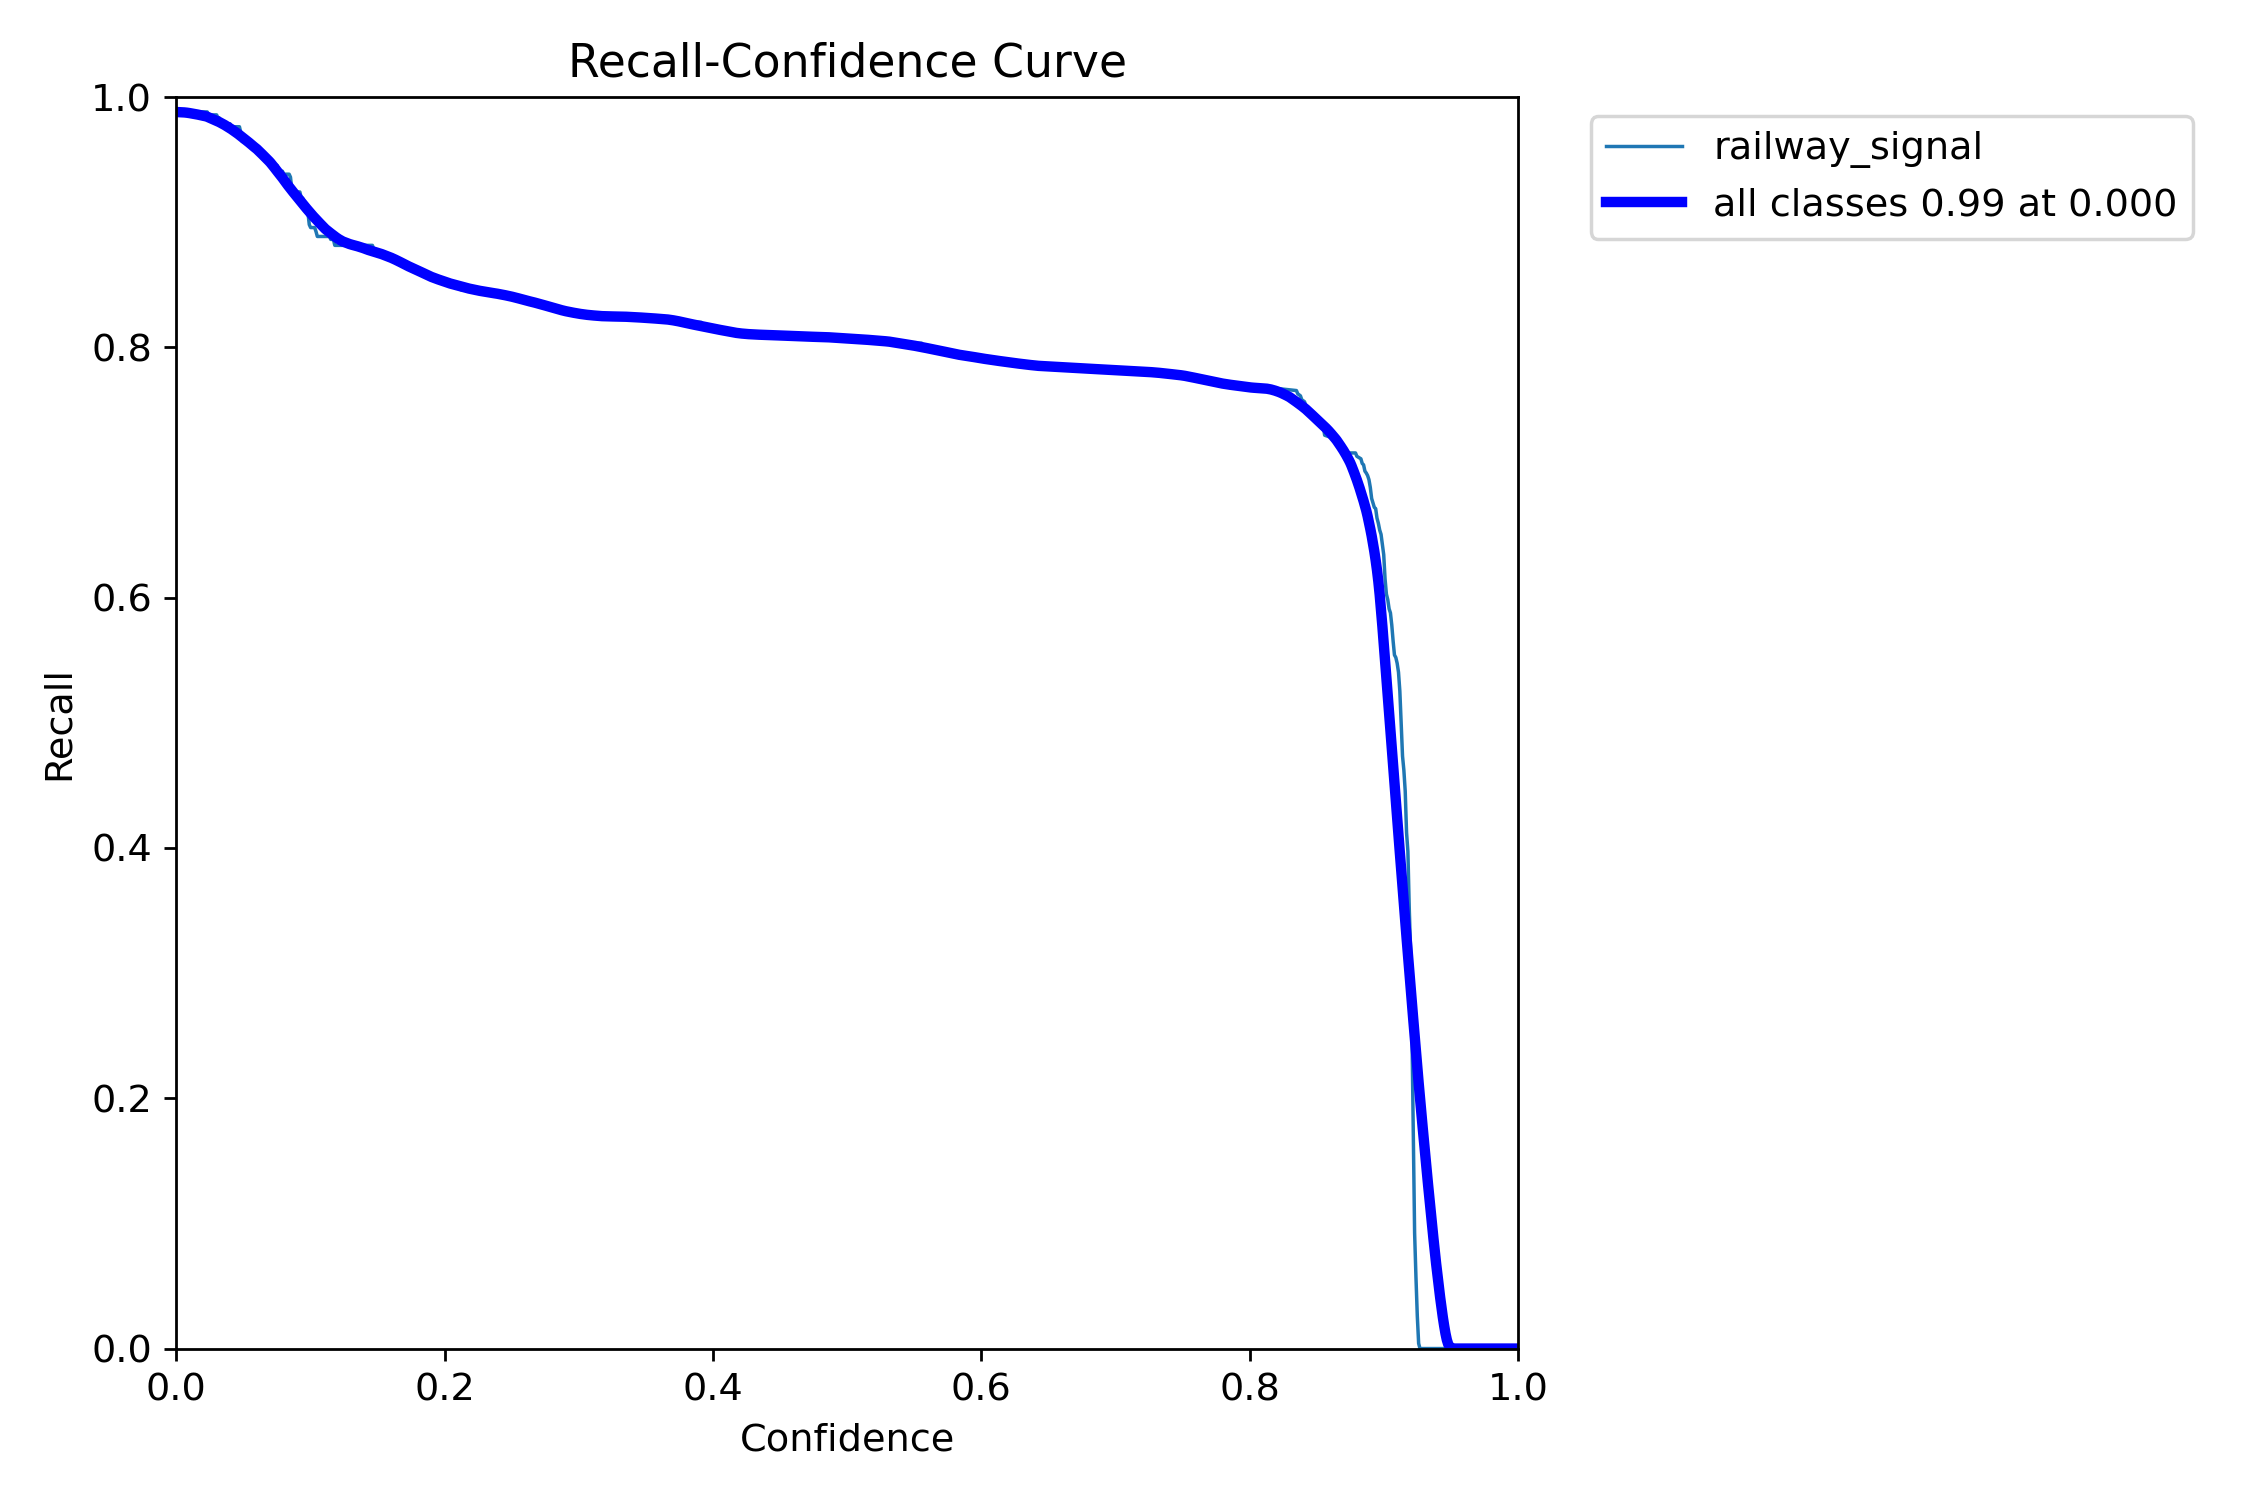 Recall-Confidence Curve
1.0
0.8
0.6
0.4
0.2
0.0
Recall
0.0 0.2 0.4 0.6 0.8 1.0
Confidence
railway_signal
all classes 0.99 at 0.000